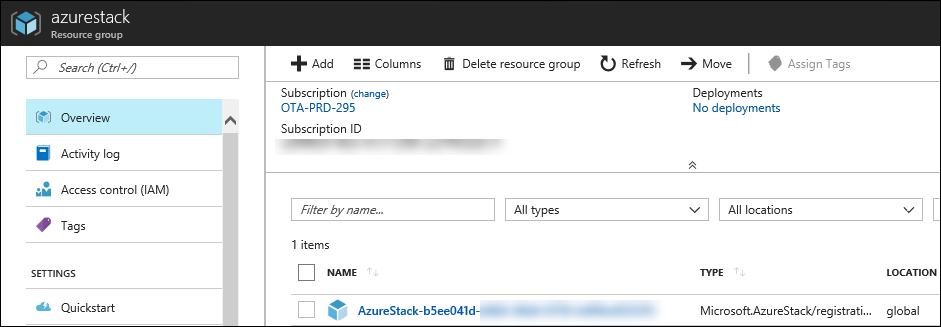 azurestack
Resource group
Search (Ctrl+/)
Overview
Activity log
Access control (IAM)
Tags
SETTINGS
Quickstart
Add Columns Delete resource group Refresh Move Assign Tags
Subscription (change)
OTA-PRD-295
Subscription ID
Deployments
No deployments
Filter by name...
All types
All locations
1 items
NAME TYPE LOCATION
AzureStack-b5ee041d- Microsoft.AzureStack/registrati... global